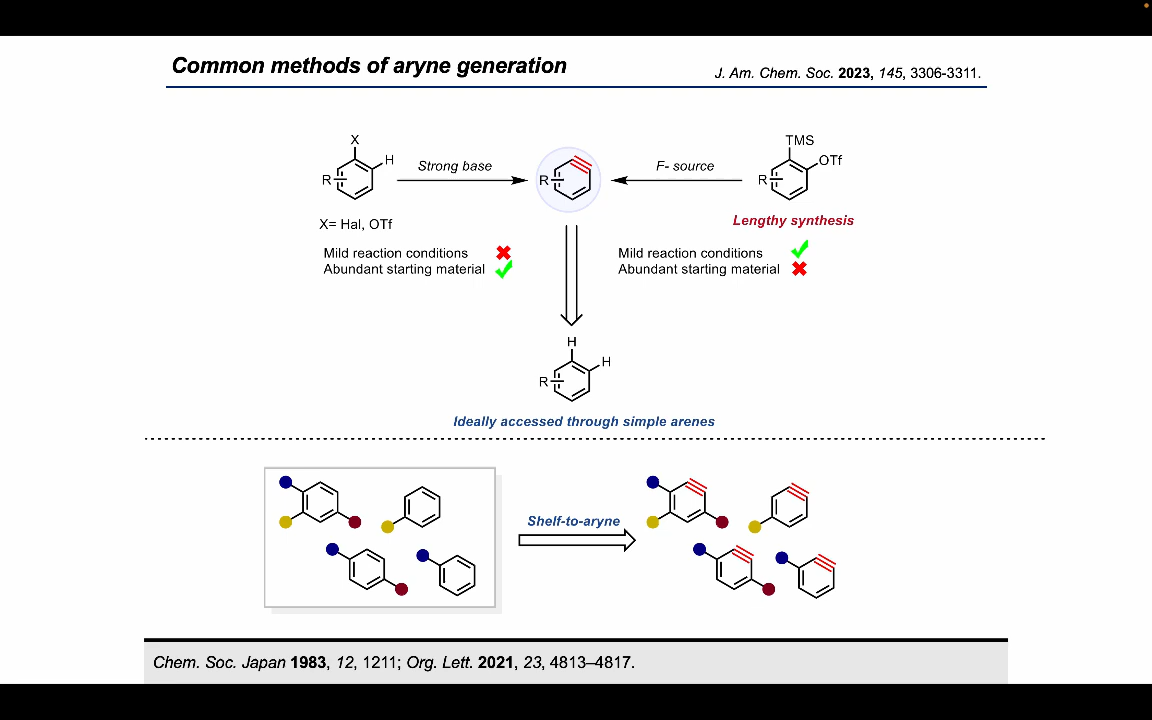 Common methods of aryne generation
J. Am. Chem. Soc. 2023, 145, 3306-3311.
X
H
R
X= Hal, OTf
Strong base
R
F- source
TMS
OTf
R
Lengthy synthesis
Mild reaction conditions
Abundant starting material
Mild reaction conditions
Abundant starting material
H
H
R
Ideally accessed through simple arenes
Shelf-to-aryne
Chem. Soc. Japan 1983, 12, 1211; Org. Lett. 2021, 23, 4813–4817.